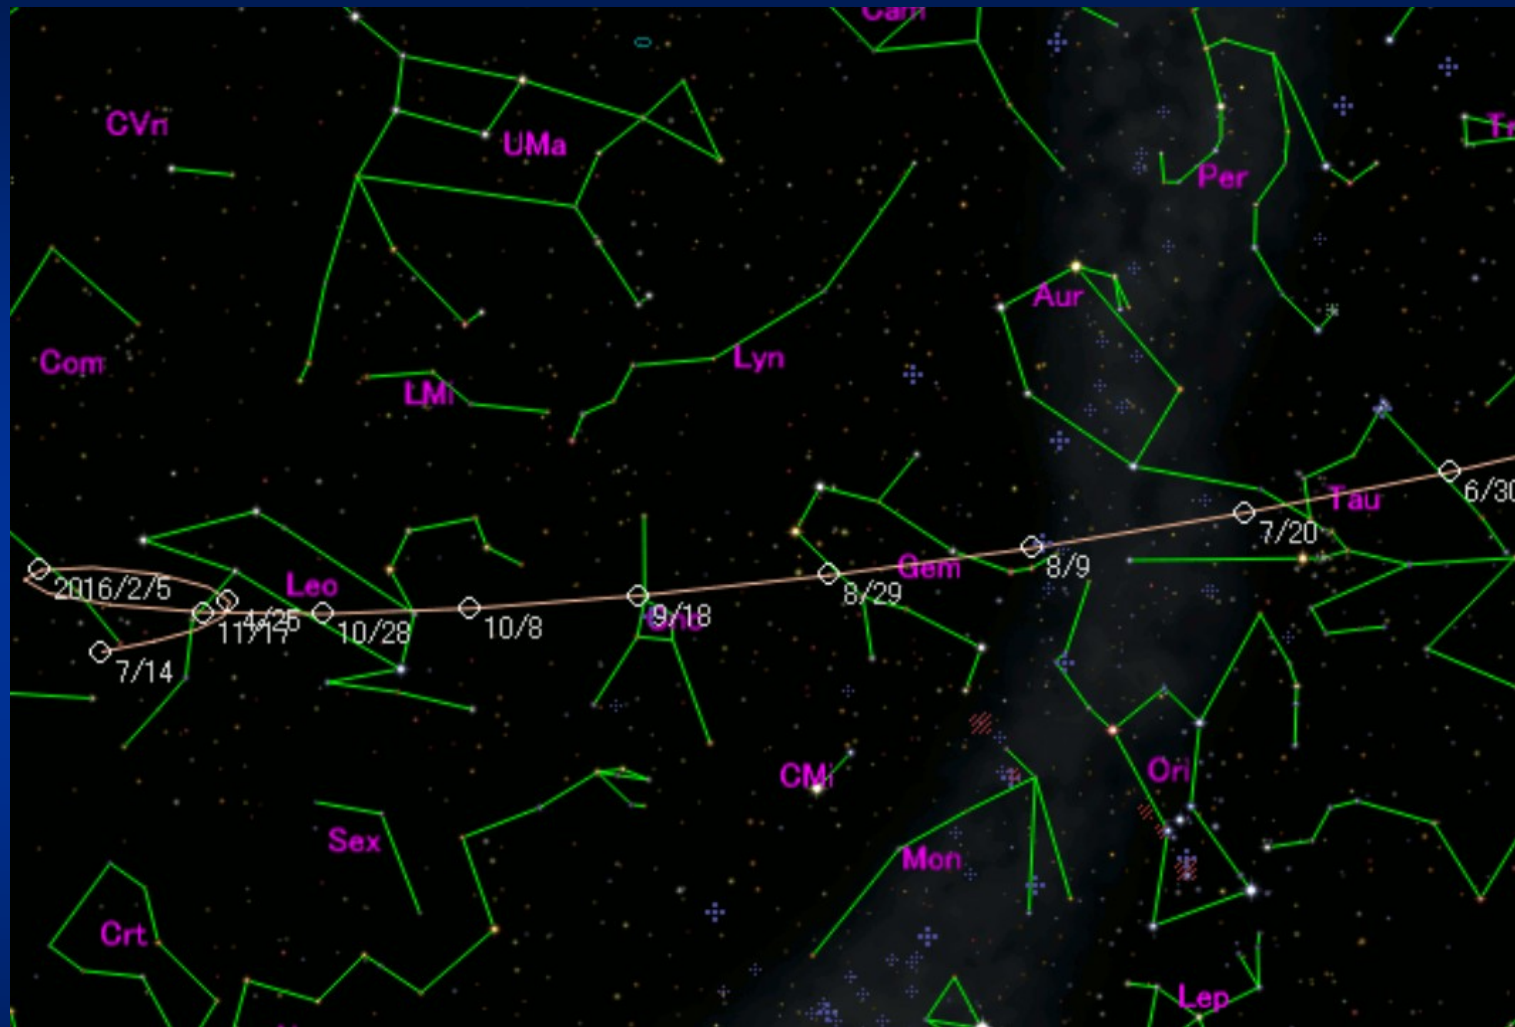 Cam
CVn
UMa
Tr
Per
Aur
Com
LMi
Lyn
Tau
6/30
7/20
Gem
8/9
8/29
Leo
2016/2/5
4/25
11/17
10/28
10/8
9/18
Cnc
7/14
CMi
Ori
Sex
Mon
Crt
Lep